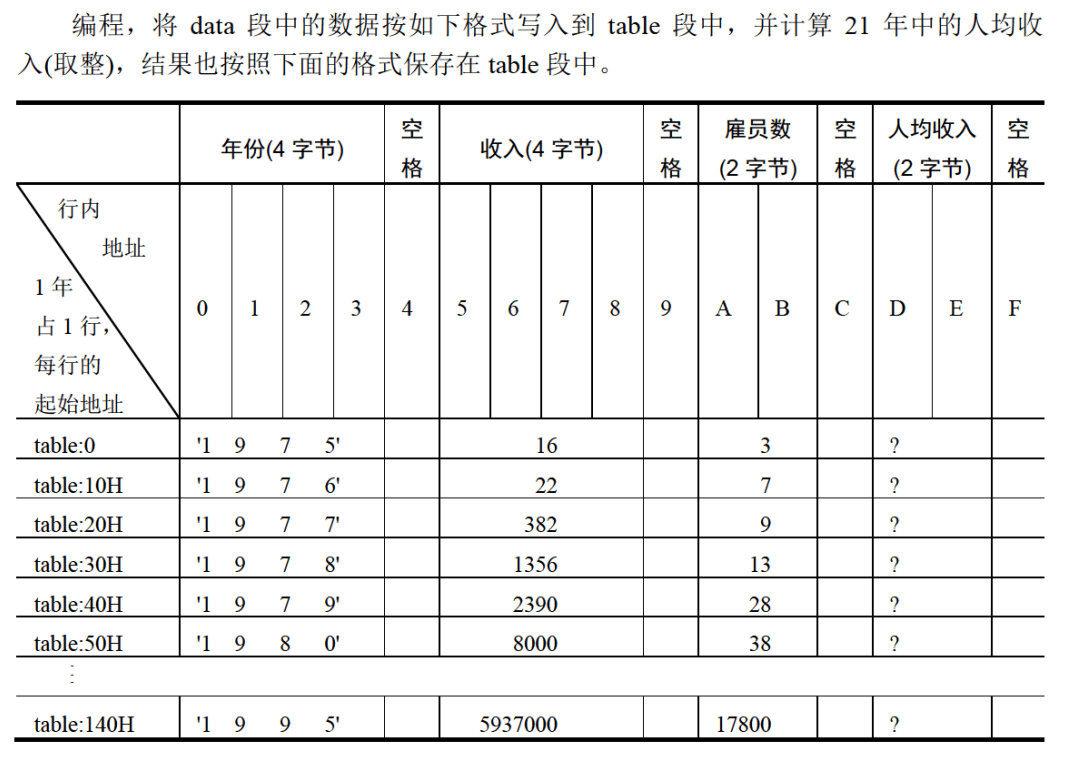 编程，将 data 段中的数据按如下格式写入到 table 段中，并计算 21 年中的人均收
入(取整)，结果也按照下面的格式保存在 table 段中。
年份(4 字节) 空格 收入(4 字节) 空格 雇员数(2 字节) 空格 人均收入(2 字节) 空格
行内
地址
1 年
占 1 行，
每行的
起始地址
0 1 2 3 4 5 6 7 8 9 A B C D E F
table:0 '1 9 7 5' 16 3 ?
table:10H '1 9 7 6' 22 7 ?
table:20H '1 9 7 7' 382 9 ?
table:30H '1 9 7 8' 1356 13 ?
table:40H '1 9 7 9' 2390 28 ?
table:50H '1 9 8 0' 8000 38 ?
⋮
table:140H '1 9 9 5' 5937000 17800 ?